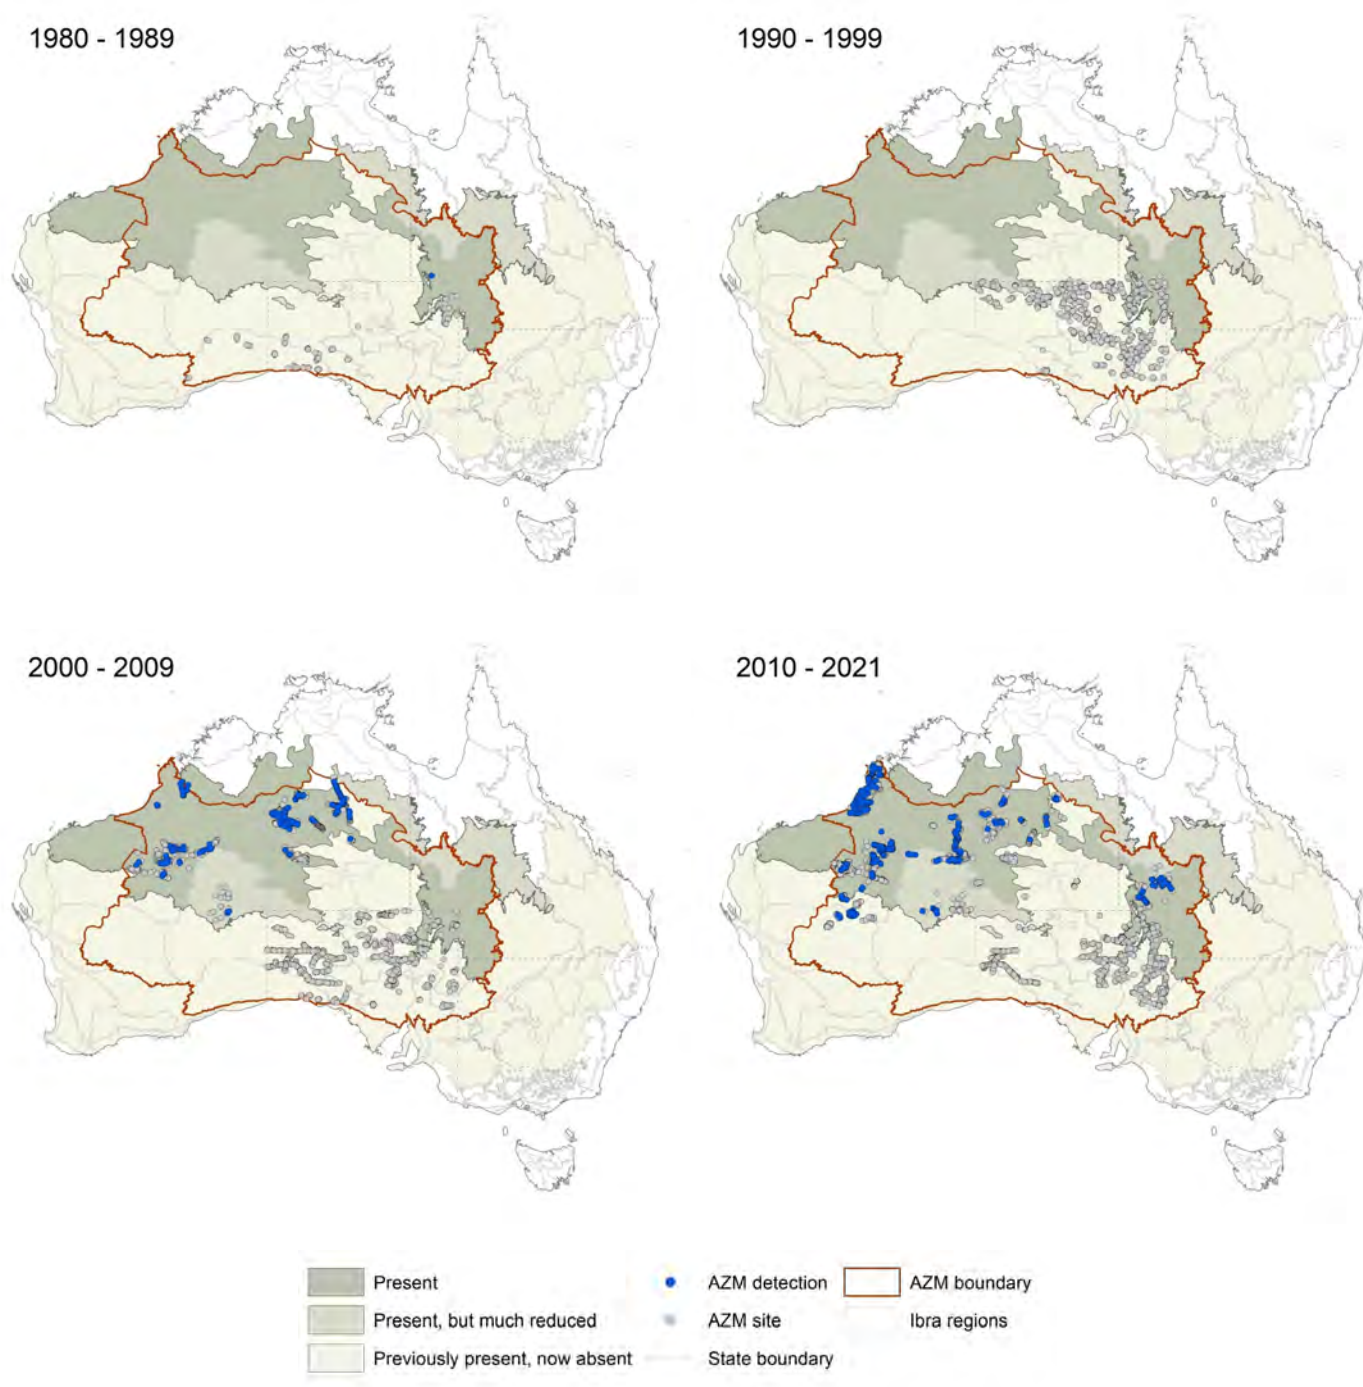 1980 - 1989
1990 - 1999
2000 - 2009
2010 - 2021
Present
AZM detection
AZM boundary
Present, but much reduced
AZM site
Ibra regions
Previously present, now absent
State boundary